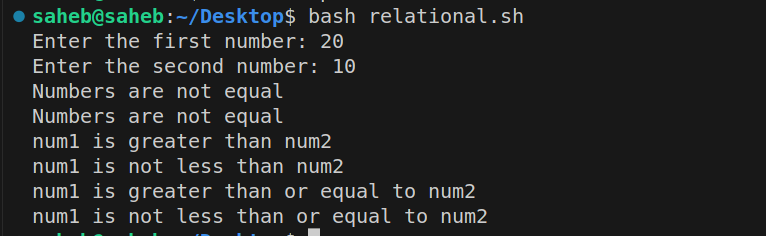 saheb@saheb:~/Desktop$ bash relational.sh
Enter the first number: 20
Enter the second number: 10
Numbers are not equal
Numbers are not equal
num1 is greater than num2
num1 is not less than num2
num1 is greater than or equal to num2
num1 is not less than or equal to num2